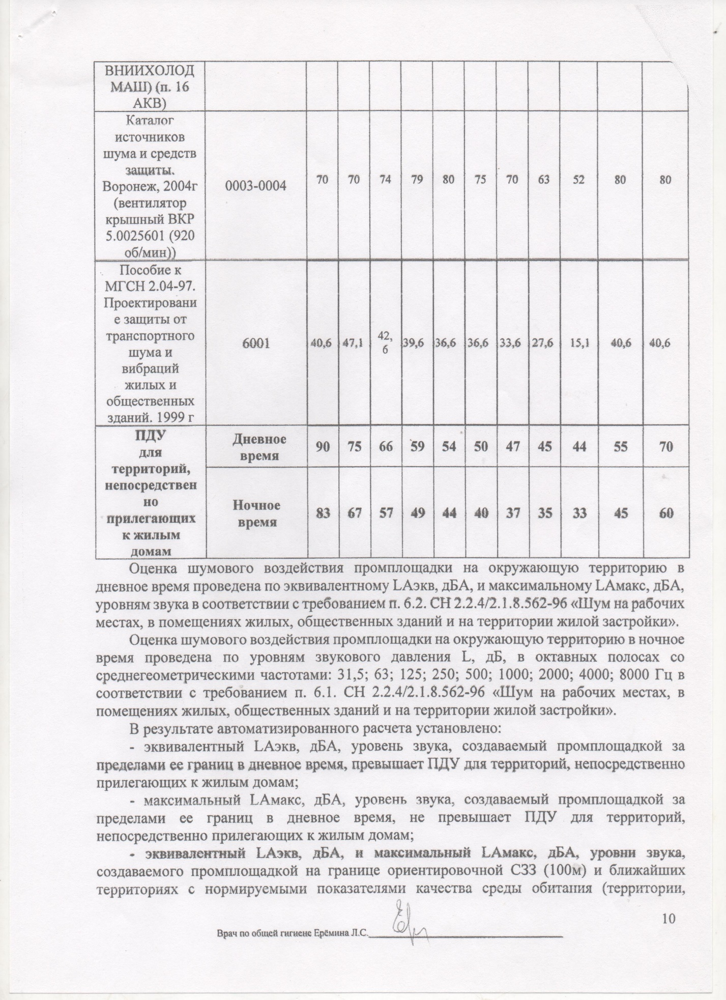 ВНИИХОЛОД
МАШ) (п. 16
АКВ)
Каталог
источников
шума и средств
защиты.
Воронеж, 2004г
(вентилятор
крышный ВКР
5.0025601 (920
об/мин))
0003-0004 70 70 74 79 80 75 70 63 52 80 80
Пособие к
МГСН 2.04-97.
Проектировани
е защиты от
транспортного
шума и
вибраций
жилых и
общественных
зданий. 1999 г
6001 40,6 47,1 42, 39,6 36,6 36,6 33,6 27,6 15,1 40,6 40,6
6
ПДУ
для
территорий,
непосредствен
но
прилегающих
к жилым
домам
Дневное
время
90 75 66 59 54 50 47 45 44 55 70
Ночное
время
83 67 57 49 44 40 37 35 33 45 60
Оценка шумового воздействия промплощадки на окружающую территорию в
дневное время проведена по эквивалентному LАэкв, дБА, и максимальному LАмакс, дБА,
уровням звука в соответствии с требованием п. 6.2. СН 2.2.4/2.1.8.562-96 «Шум на рабочих
местах, в помещениях жилых, общественных зданий и на территории жилой застройки».
Оценка шумового воздействия промплощадки на окружающую территорию в ночное
время проведена по уровням звукового давления L, дБ, в октавных полосах со
среднегеометрическими частотами: 31,5; 63; 125; 250; 500; 1000; 2000; 4000; 8000 Гц в
соответствии с требованием п. 6.1. СН 2.2.4/2.1.8.562-96 «Шум на рабочих местах, в
помещениях жилых, общественных зданий и на территории жилой застройки».
В результате автоматизированного расчета установлено:
- эквивалентный LАэкв, дБА, уровень звука, создаваемый промплощадкой за
пределами ее границ в дневное время, превышает ПДУ для территорий, непосредственно
прилегающих к жилым домам;
- максимальный LАмакс, дБА, уровень звука, создаваемый промплощадкой за
пределами ее границ в дневное время, не превышает ПДУ для территорий,
непосредственно прилегающих к жилым домам;
- эквивалентный LАэкв, дБА, и максимальный LАмакс, дБА, уровни звука,
создаваемого промплощадкой на границе ориентировочной СЗЗ (100м) и ближайших
территориях с нормируемыми показателями качества среды обитания (территории,
10
Врач по общей гигиене Ерёмина Л.С.